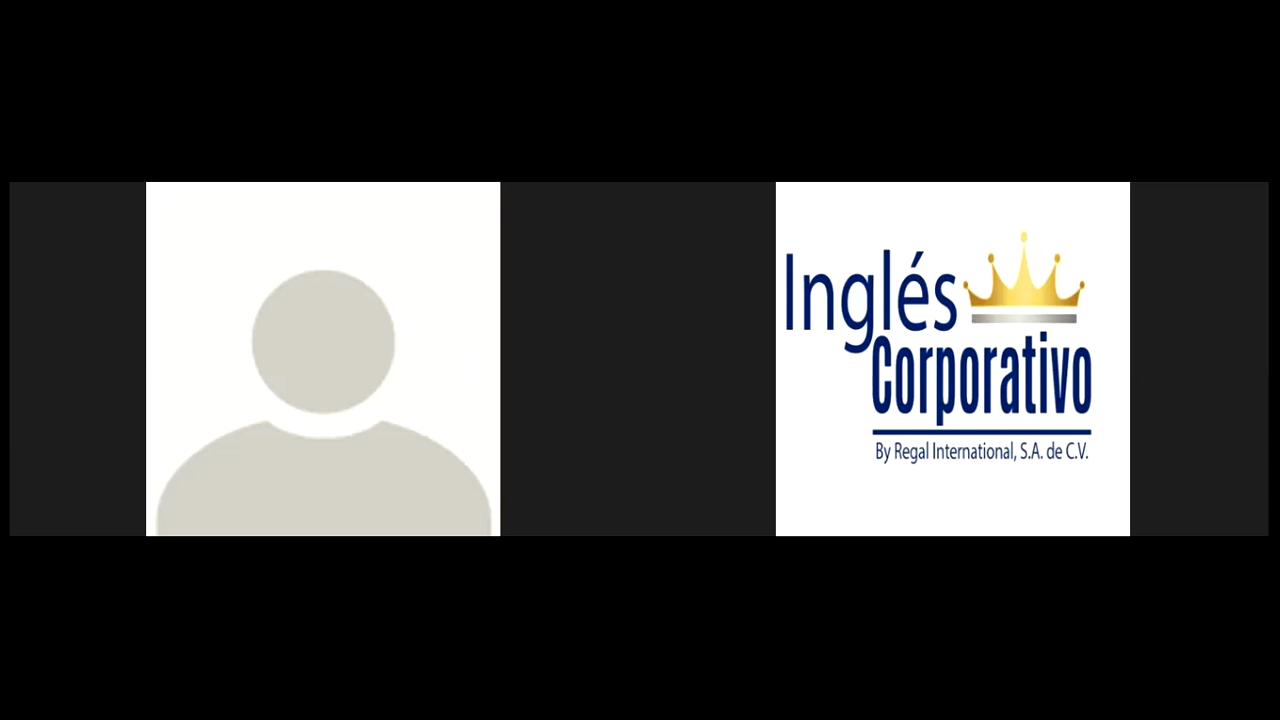 Inglés
Corporativo
By Regal International, S.A. de C.V.